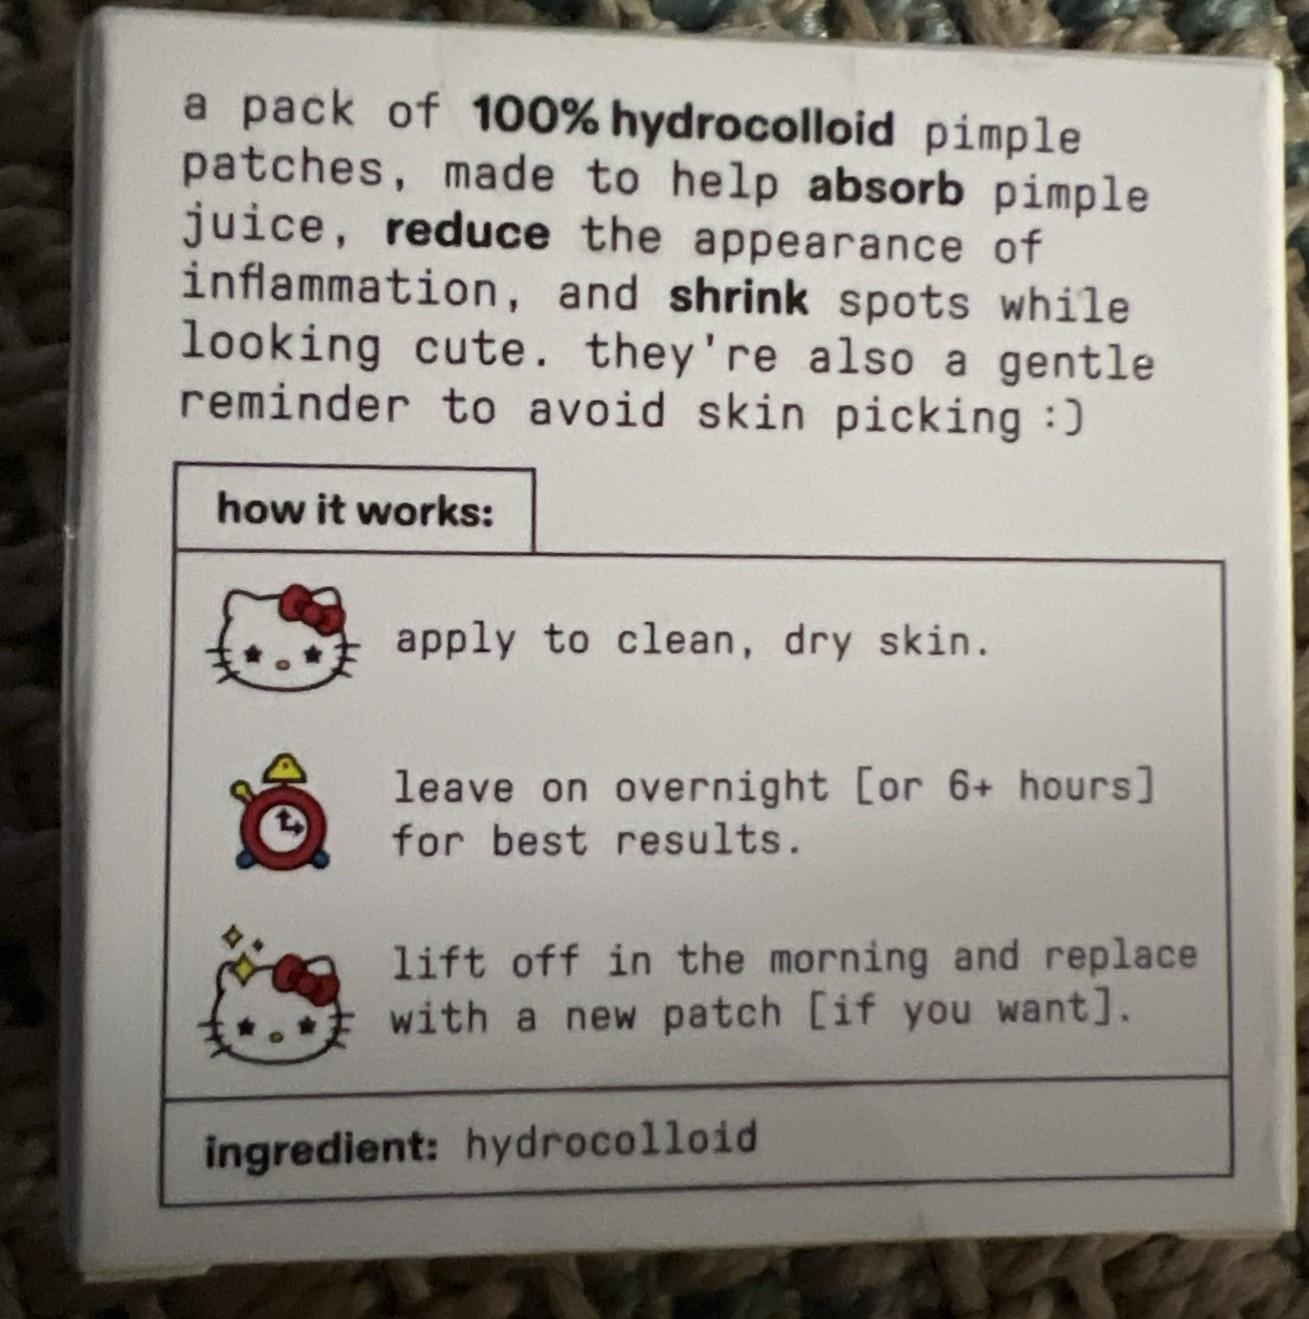 a pack of 100% hydrocolloid pimple
patches, made to help absorb pimple
juice, reduce the appearance of
inflammation, and shrink spots while
looking cute. they're also a gentle
reminder to avoid skin picking :)
how it works:
apply to clean, dry skin.
leave on overnight [or 6+ hours]
for best results.
lift off in the morning and replace
with a new patch [if you want].
ingredient: hydrocolloid